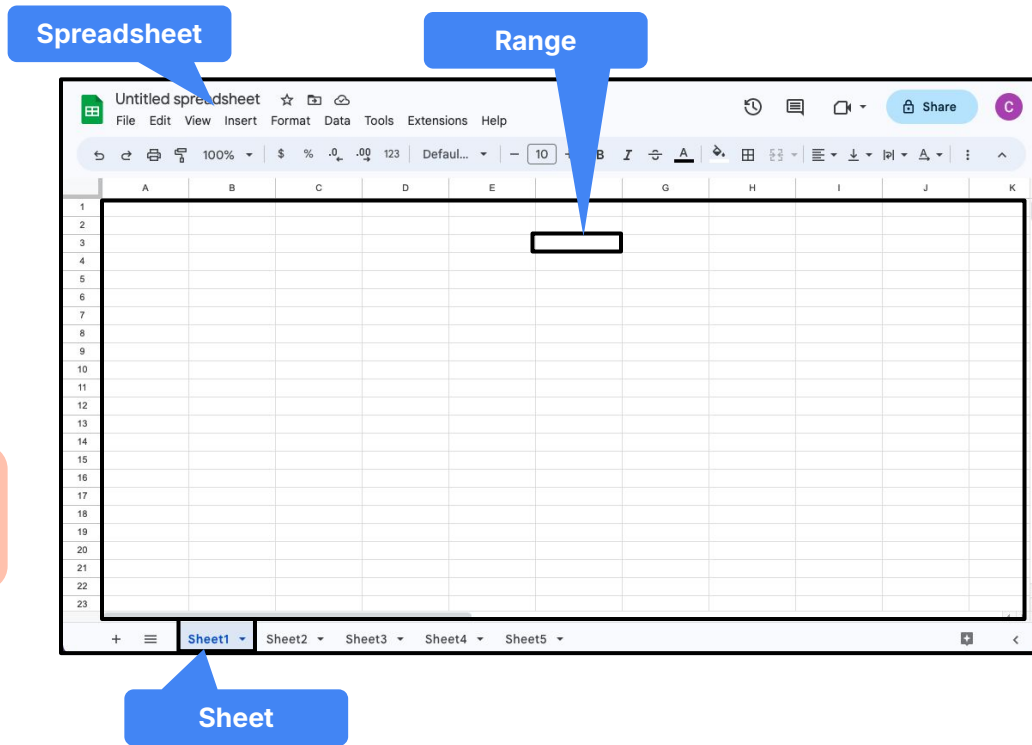 Spreadsheet
Range
Untitled spreadsheet
File Edit View Insert Format Data Tools Extensions Help
Share
C
100% $ % .0 .00 123 Defaul... − 10 + B I A A
A B C D E G H I J K
1
2
3
4
5
6
7
8
9
10
11
12
13
14
15
16
17
18
19
20
21
22
23
+ Sheet1 Sheet2 Sheet3 Sheet4 Sheet5
Sheet